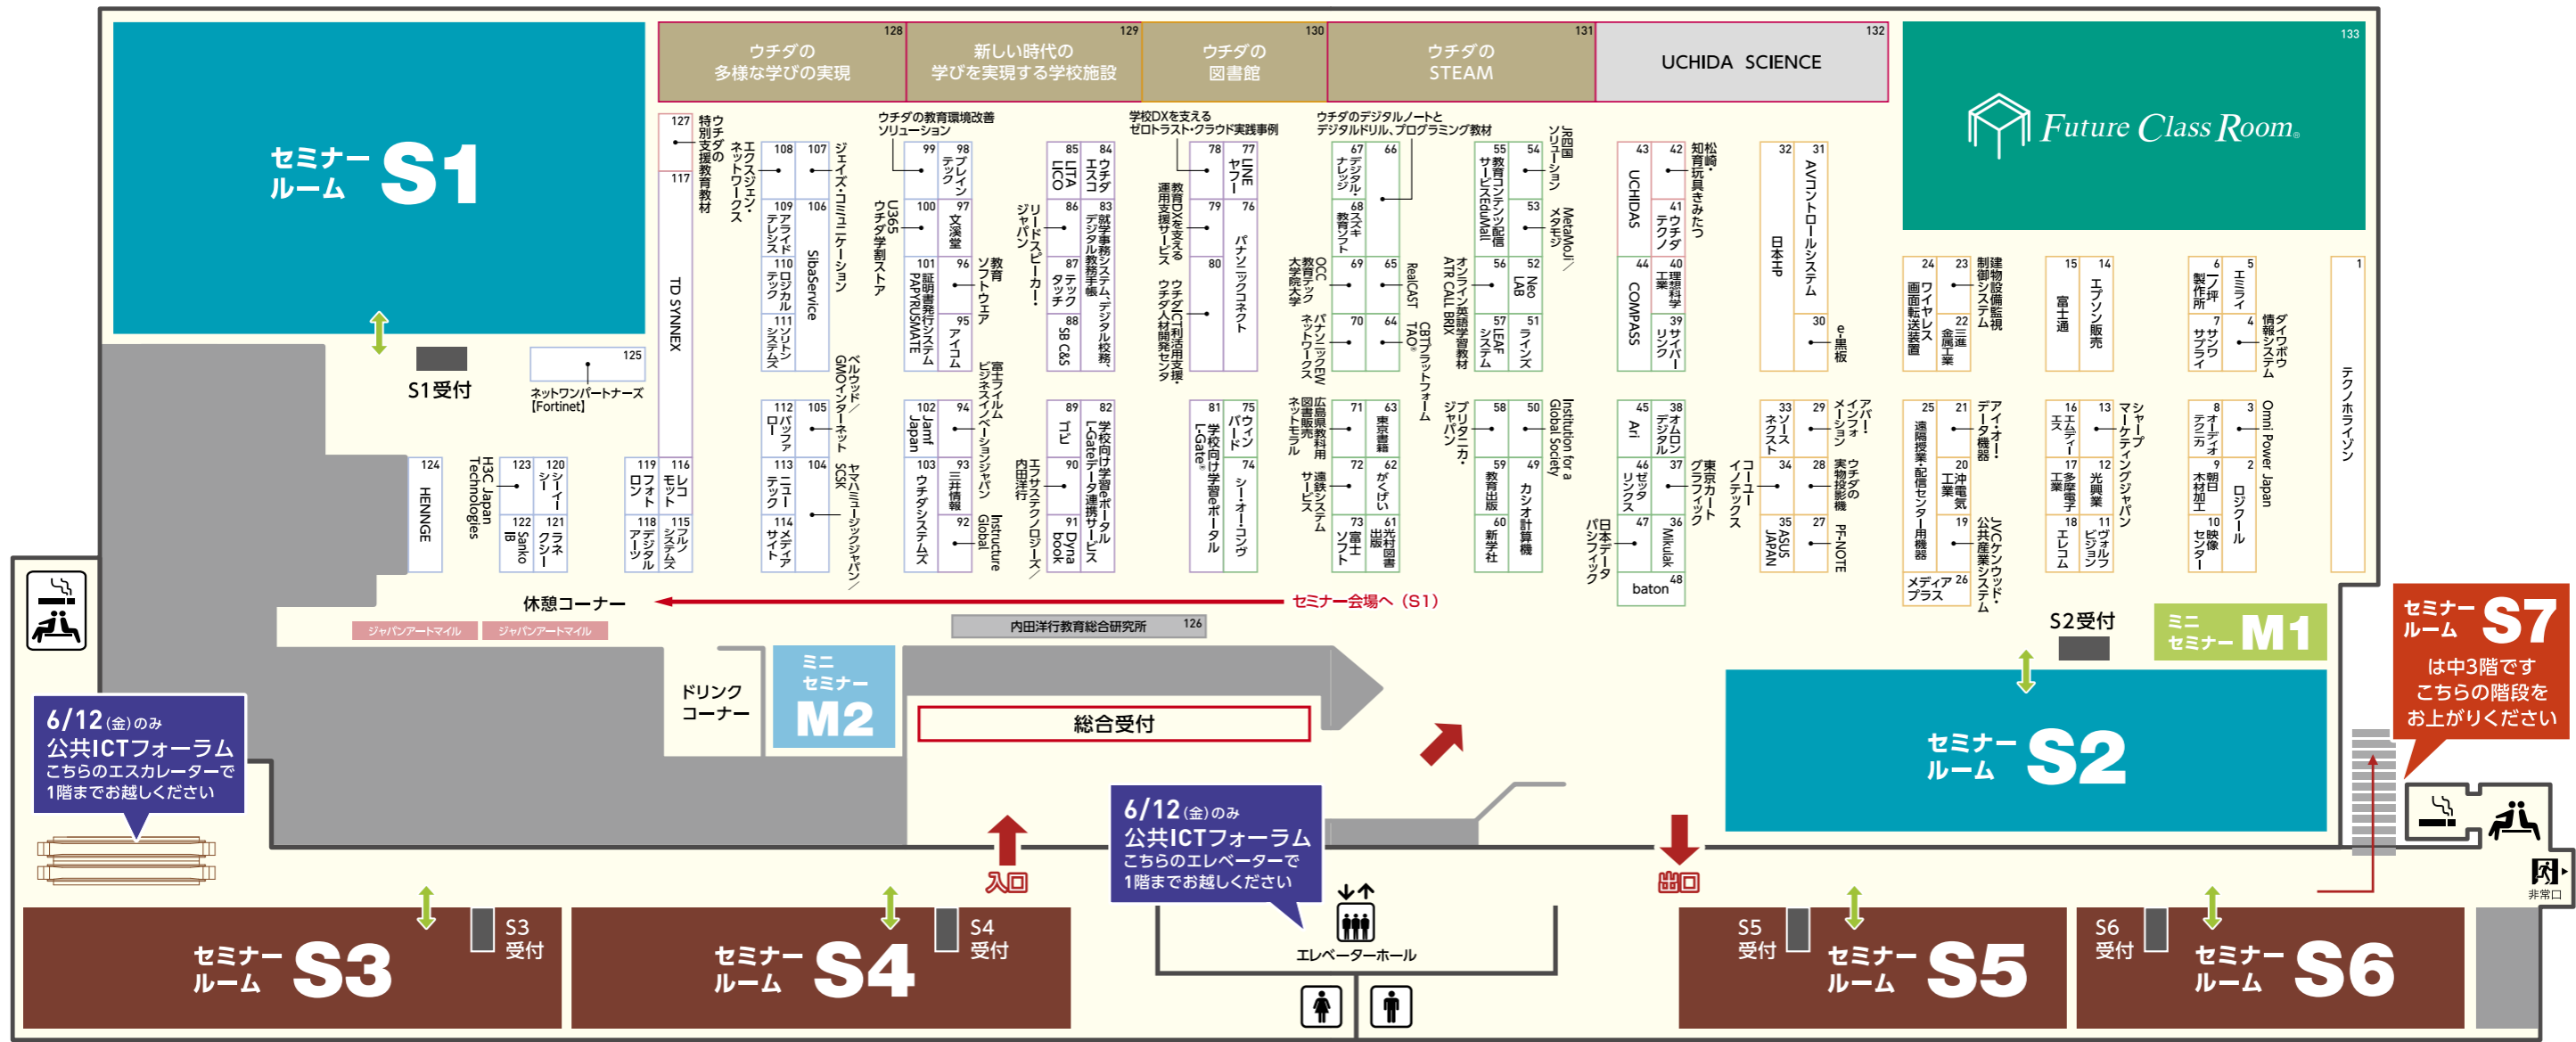 セミナー
ルーム S1
S1受付
125
ネットワンパートナーズ
【Fortinet】
128
ウチダの
多様な学びの実現
129
新しい時代の
学びを実現する学校施設
130
ウチダの
図書館
131
ウチダの
STEAM
132
UCHIDA SCIENCE
133
Future Class Room®
127
ウチダの
特別支援教育教材
117
TD SYNNEX
エクスジェン・
ネットワークス
108
107
ジェイズ・コミュニケーション
109
アライド
テレシス
106
SibaService
110
ロジカル
テック
111
ソリトン
システムズ
112
バッファ
ロー
105
ベルウッド/
GMOインターネット
113
ニュー
テック
104
ヤマハミュージックジャパン/
SCSK
114
メディア
サイト
ウチダの教育環境改善
ソリューション
99
98
ブレイン
テック
100
U365
ウチダ学割ストア
97
文溪堂
101
証明書発行システム
PAPYRUSMATE
96
教育
ソフトウェア
95
アイコム
102
Jamf
Japan
94
富士フイルム
ビジネスイノベーションジャパン
103
ウチダシステムズ
93
三井情報
92
Instructure
Global
85
LITA
LICO
84
ウチダ
エスコ
86
リードスピーカー・
ジャパン
83
就学事務システム、デジタル校務、
デジタル教務手帳
87
テック
タッチ
88
SB C&S
89
コビ
82
学校向け学習eポータル
L-Gateデータ連携サービス
90
エフサステクノロジーズ/
内田洋行
91
Dyna
book
学校DXを支える
ゼロトラスト・クラウド実践事例
78
77
LINE
ヤフー
79
教育DXを支える
運用支援サービス
76
パナソニックコネクト
80
ウチダICT利活用支援・
ウチダ人材開発センタ
81
学校向け学習eポータル
L-Gate®
75
ウィン
バード
74
シー・オー・コンヴ
ウチダのデジタルノートと
デジタルドリル、プログラミング教材
67
デジタル・
ナレッジ
66
68
スズキ
教育ソフト
69
OCC
教育テック
大学院大学
65
RealCAST
70
パナソニックEW
ネットワークス
64
CBTプラットフォーム
TAO®
71
広島県教科用
図書販売
ネットモラル
63
東京書籍
72
遠鉄システム
サービス
62
がくげい
73
富士
ソフト
61
光村図書
出版
55
教育コンテンツ配信
サービスEduMall
54
JR四国
ソリューション
53
MetaMoJi/
メタモジ
56
オンライン英語学習教材
ATR CALL BRIX
52
Neo
LAB
57
LEAF
システム
51
ラインズ
58
ブリタニカ・
ジャパン
50
Institution for a
Global Society
59
教育出版
49
カシオ計算機
60
新学社
43
UCHIDAS
42
松崎・
知育玩具きみたつ
41
ウチダ
テクノ
44
COMPASS
40
理想科学
工業
39
サイバー
リンク
45
Ari
38
オムロン
デジタル
46
ゼッタ
リンクス
37
東京カート
グラフィック
47
日本データ
パシフィック
36
Mikulak
baton 48
32
日本HP
31
AVコントロールシステム
30
e-黒板
33
ソース
ネクスト
29
アバー・
インフォ
メーション
34
コーユー
イノテックス
28
ウチダの
実物投影機
35
ASUS
JAPAN
27
PF-NOTE
24
ワイヤレス
画面転送装置
23
建物設備監視
制御システム
22
三進
金属工業
25
遠隔授業・配信センター用機器
21
アイ・オー・
データ機器
20
沖電気
工業
19
JVCケンウッド・
公共産業システム
メディア 26
プラス
15
富士通
14
エプソン販売
16
エムディー
エス
13
シャープ
マーケティングジャパン
17
多摩電子
工業
12
光興業
18
エレコム
11
ヴォルフ
ビジョン
6
一ノ坪
製作所
5
エミライ
7
サンワ
サプライ
4
ダイワボウ
情報システム
8
オーディオ
テクニカ
3
Omni Power Japan
9
朝日
木材加工
2
ロジクール
10
映像
センター
1
テクノホライゾン
124
HENNGE
123
H3C Japan
Technologies
120
シーイー
シー
122
Sanko
IB
121
ラネ
クシー
119
フォト
ロン
116
レコ
モット
118
デジタル
アーツ
115
フルノ
システムズ
休憩コーナー
セミナー会場へ（S1）
ジャパンアートマイル
ジャパンアートマイル
内田洋行教育総合研究所 126
ドリンク
コーナー
ミニ
セミナー
M2
総合受付
S2受付
ミニ
セミナー M1
セミナー
ルーム S2
セミナー
ルーム S7
は中3階です
こちらの階段を
お上がりください
6/12(金)のみ
公共ICTフォーラム
こちらのエスカレーターで
1階までお越しください
6/12(金)のみ
公共ICTフォーラム
こちらのエレベーターで
1階までお越しください
入口
出口
非常口
エレベーターホール
セミナー
ルーム S3
S3
受付
セミナー
ルーム S4
S4
受付
S5
受付
セミナー
ルーム S5
S6
受付
セミナー
ルーム S6